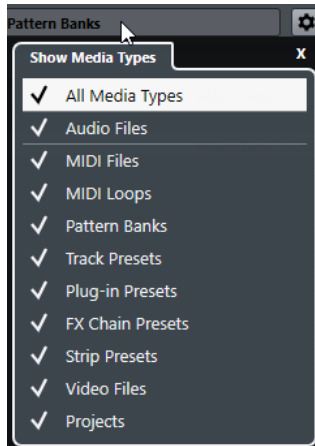 Pattern Banks
Show Media Types X
All Media Types
Audio Files
MIDI Files
MIDI Loops
Pattern Banks
Track Presets
Plug-in Presets
FX Chain Presets
Strip Presets
Video Files
Projects